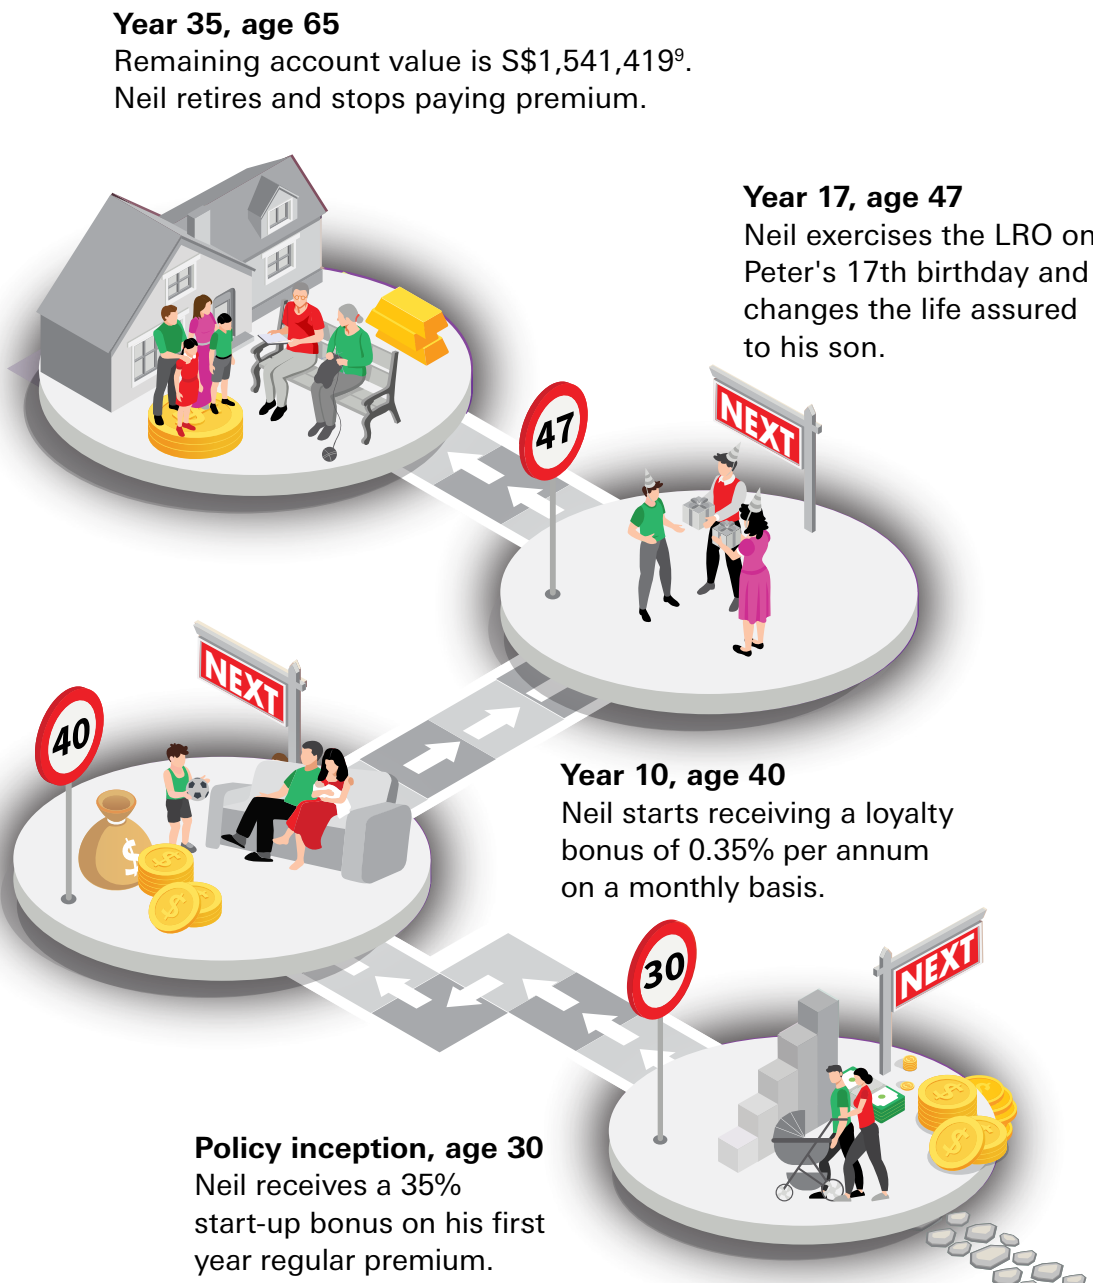 Year 35, age 65
Remaining account value is S$1,541,419⁹.
Neil retires and stops paying premium.
Year 17, age 47
Neil exercises the LRO on
Peter's 17th birthday and
changes the life assured
to his son.
NEXT
47
NEXT
40
Year 10, age 40
Neil starts receiving a loyalty
bonus of 0.35% per annum
on a monthly basis.
30
NEXT
Policy inception, age 30
Neil receives a 35%
start-up bonus on his first
year regular premium.